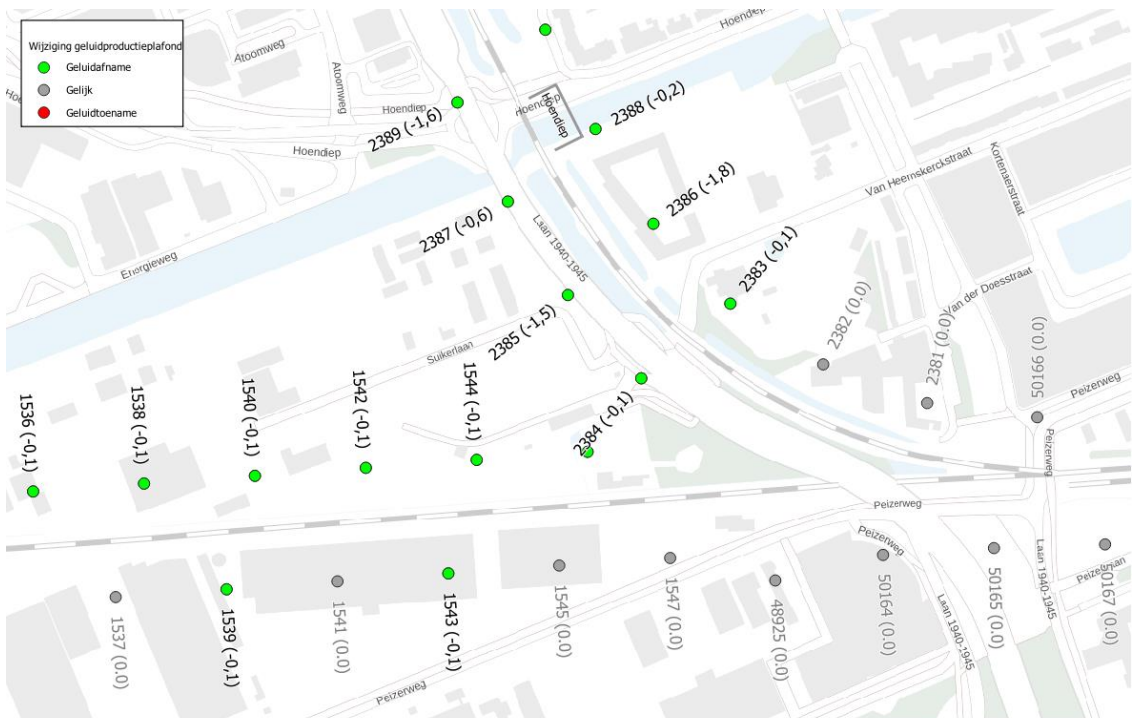 Wijziging geluidproductieplafond
Geluidafname
Gelijk
Geluidtoename
Atoomweg
Atoomweg
Hoendiep
Hoendiep
Hoendiep
Hoendiep
Hoendiep
2389 (-1,6)
2388 (-0,2)
2387 (-0,6)
2386 (-1,8)
Van Heemskerckstraat
Kortenaerstraat
Energieweg
Laan 1940-1945
2383 (-0,1)
Van der Doesstraat
2385 (-1,5)
Suikerlaan
2382 (0.0)
2381 (0.0)
99105 (0.0)
Peizerweg
1536 (-0,1)
1538 (-0,1)
1540 (-0,1)
1542 (-0,1)
1544 (-0,1)
2384 (-0,1)
Peizerweg
Peizerweg
Peizerweg
1537 (0.0)
1539 (-0,1)
1541 (0.0)
1543 (-0,1)
1545 (0.0)
1547 (0.0)
48925 (0.0)
50164 (0.0)
50165 (0.0)
50167 (0.0)
Laan 1940-1945
Laan 1940-1945
Peizerweg